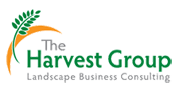 The
Harvest Group
Landscape Business Consulting